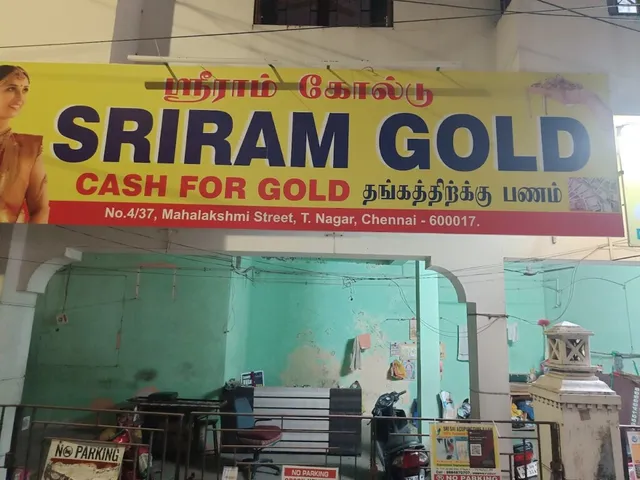 ஸ்ரீராம் கோல்டு
SRIRAM GOLD
CASH FOR GOLD தங்கத்திற்க்கு பணம்
No.4/37, Mahalakshmi Street, T. Nagar, Chennai - 600017.
NO PARKING
NO PARKING